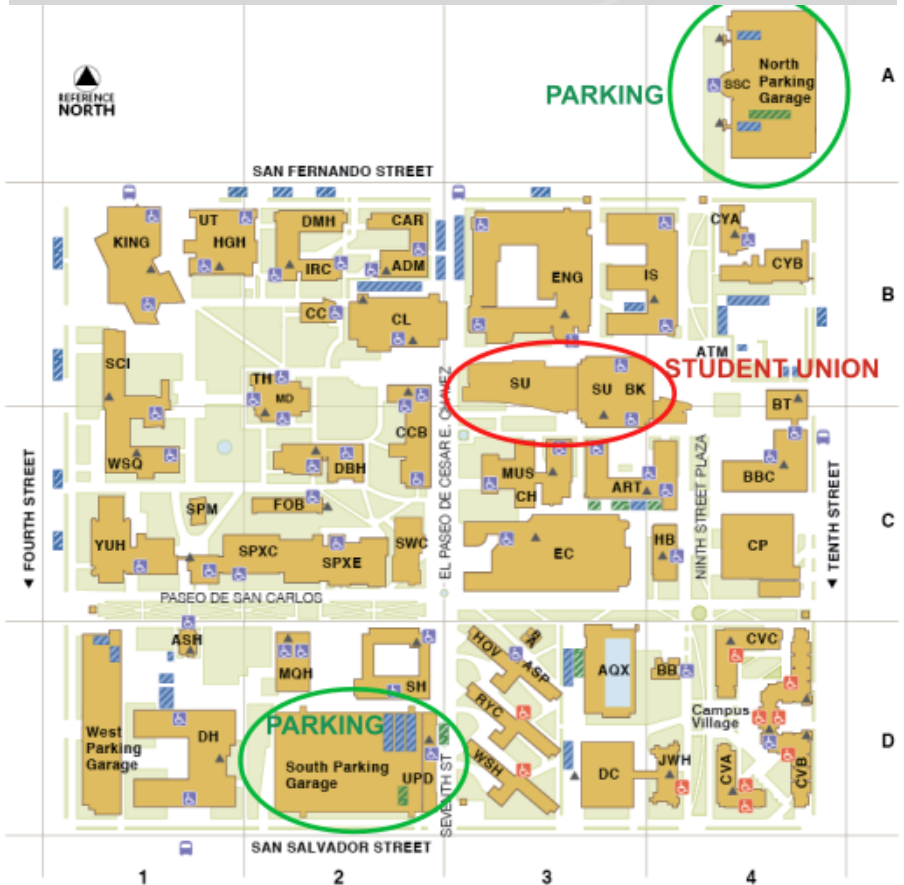 REFERENCE
NORTH
PARKING
SSC
North
Parking
Garage
A
SAN FERNANDO STREET
KING
UT
HGH
DMH
IRC
CAR
ADM
ENG
IS
CYA
CYB
B
CC
CL
ATM
SCI
TH
MD
SU
SU BK
STUDENT UNION
BT
CCB
WSQ
DBH
MUS
CH
ART
BBC
◄ FOURTH STREET
EL PASEO DE CESAR E. CHAVEZ
NINTH STREET PLAZA
◄ TENTH STREET
SPM
FOB
C
YUH
SPXC
SPXE
SWC
EC
HB
CP
PASEO DE SAN CARLOS
ASH
MQH
SH
HOV
ASP
AQX
BB
CVC
RYC
Campus
Village
West
Parking
Garage
DH
PARKING
South Parking
Garage
UPD
SEVENTH ST
WSH
DC
JWH
CVA
CVB
D
SAN SALVADOR STREET
1
2
3
4